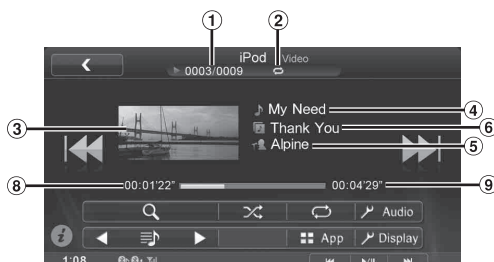 1 2
iPod Video
0003/0009
3
My Need 4
Thank You 6
Alpine 5
8 00:01'22" 00:04'29" 9
Audio
i App Display
1:08